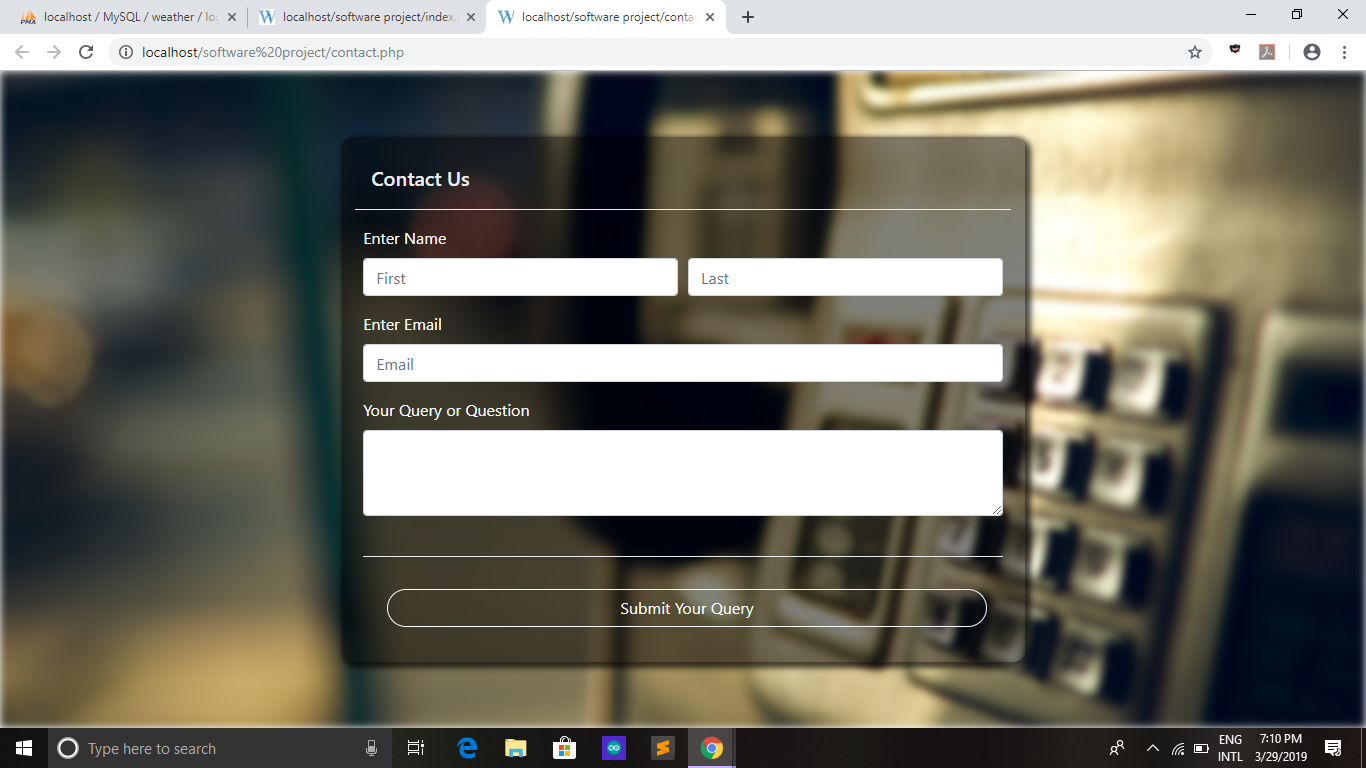 localhost / MySQL / weather / log
localhost/software project/index.
localhost/software project/conta
localhost/software%20project/contact.php
Contact Us
Enter Name
First
Last
Enter Email
Email
Your Query or Question
Submit Your Query
Type here to search
ENG
INTL
7:10 PM
3/29/2019